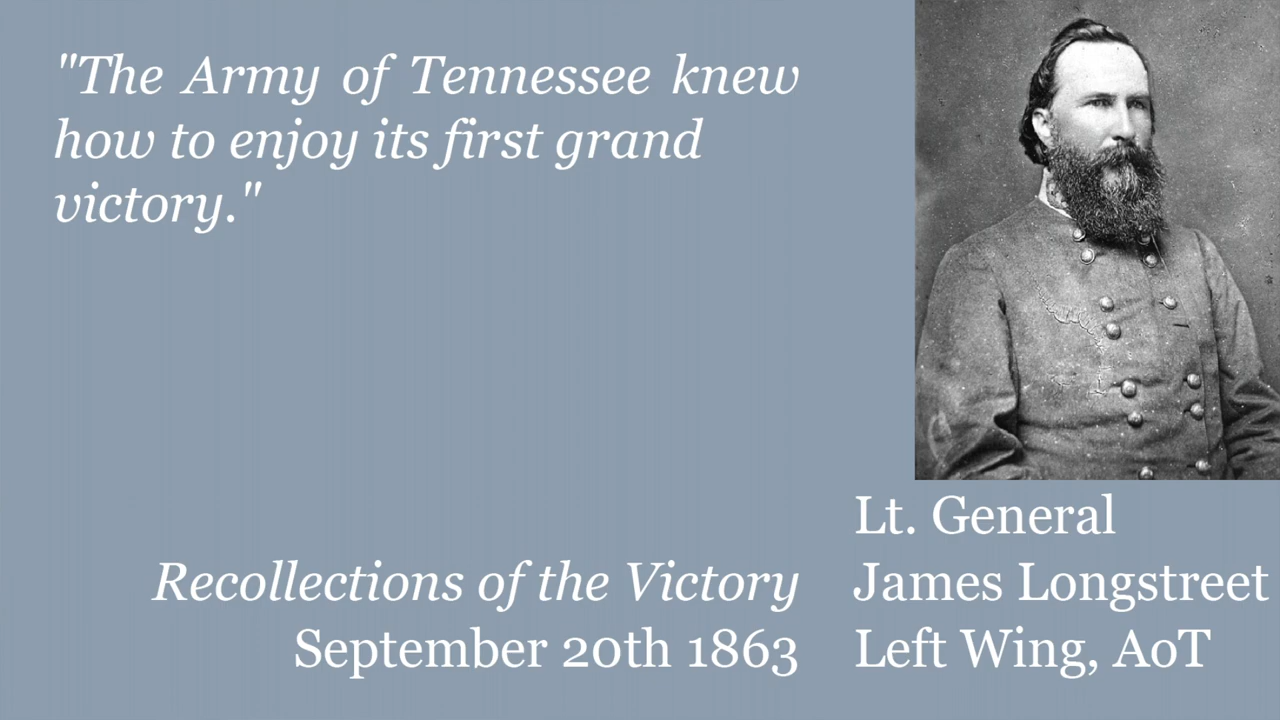 "The Army of Tennessee knew
how to enjoy its first grand
victory."
Recollections of the Victory
September 20th 1863
Lt. General
James Longstreet
Left Wing, AoT